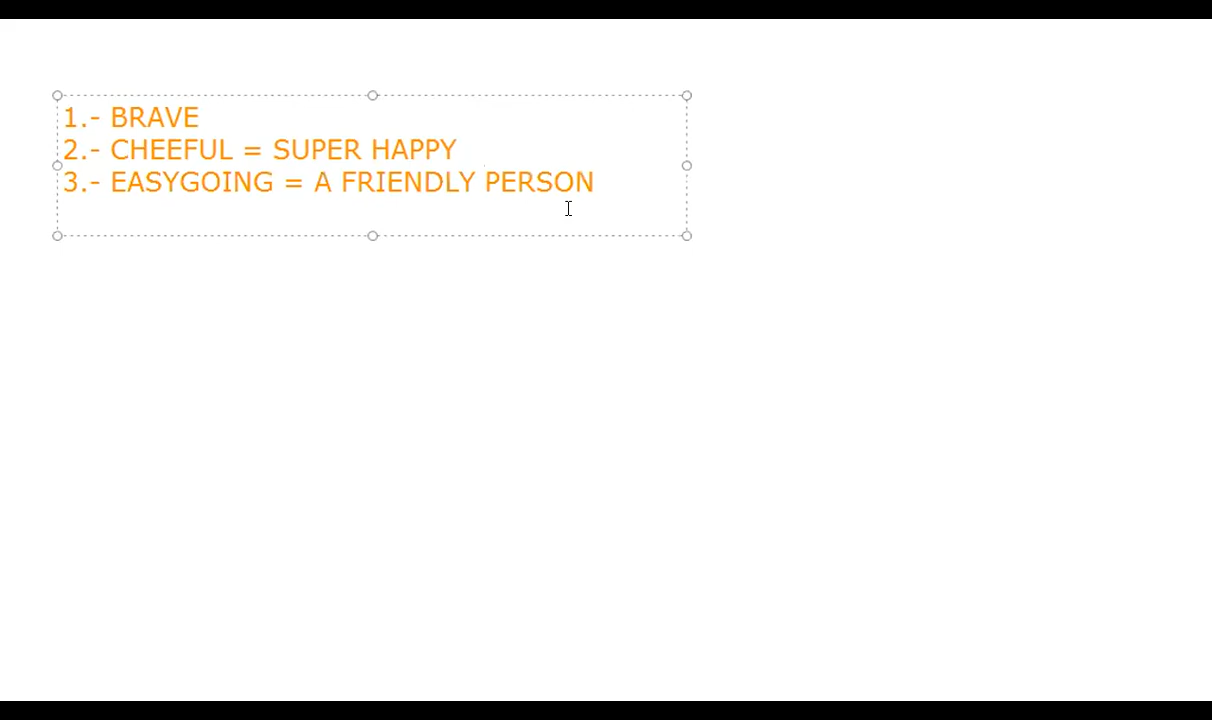 1.- BRAVE
2.- CHEEFUL = SUPER HAPPY
3.- EASYGOING = A FRIENDLY PERSON